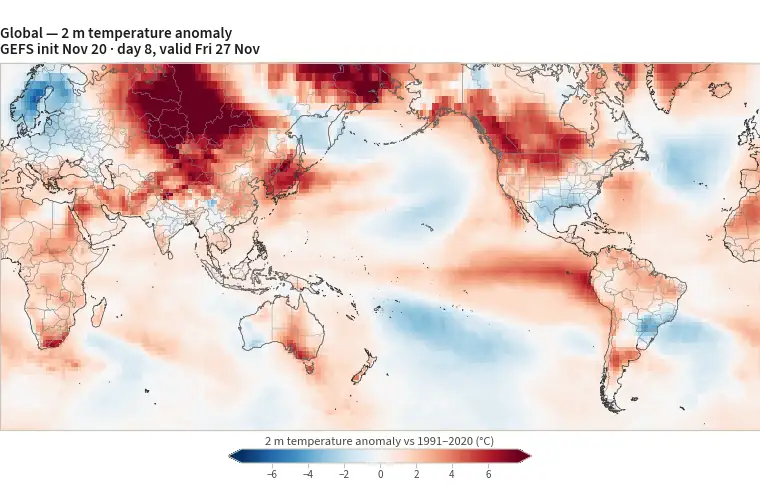 Global — 2 m temperature anomaly
GEFS init Nov 20 · day 8, valid Fri 27 Nov
2 m temperature anomaly vs 1991–2020 (°C)
−6 −4 −2 0 2 4 6